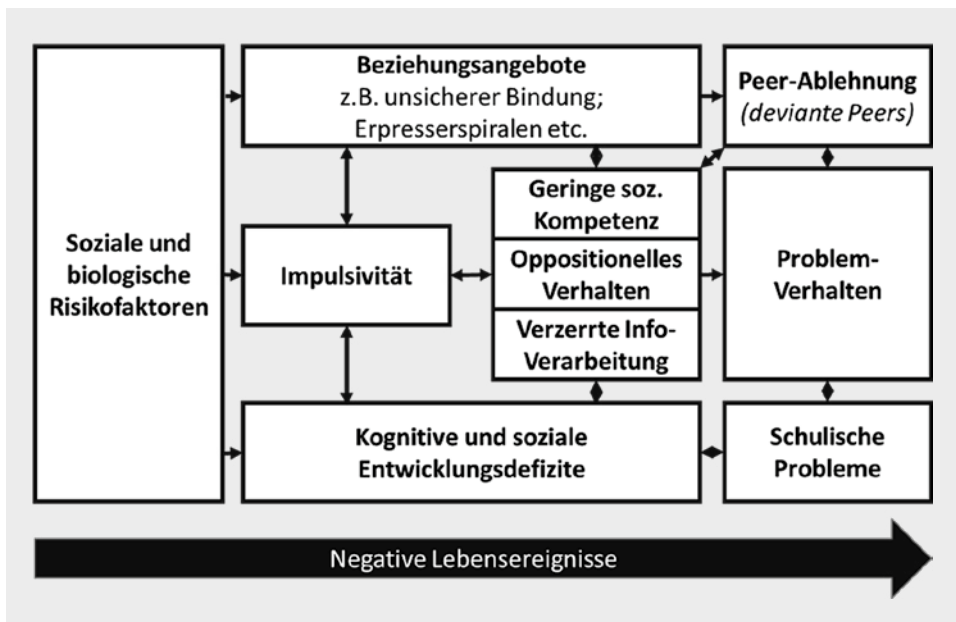 Soziale und
biologische
Risikofaktoren
Beziehungsangebote
z.B. unsicherer Bindung;
Erpresserspiralen etc.
Impulsivität
Kognitive und soziale
Entwicklungsdefizite
Geringe soz.
Kompetenz
Oppositionelles
Verhalten
Verzerrte Info-
Verarbeitung
Peer-Ablehnung
(deviante Peers)
Problem-
Verhalten
Schulische
Probleme
Negative Lebensereignisse